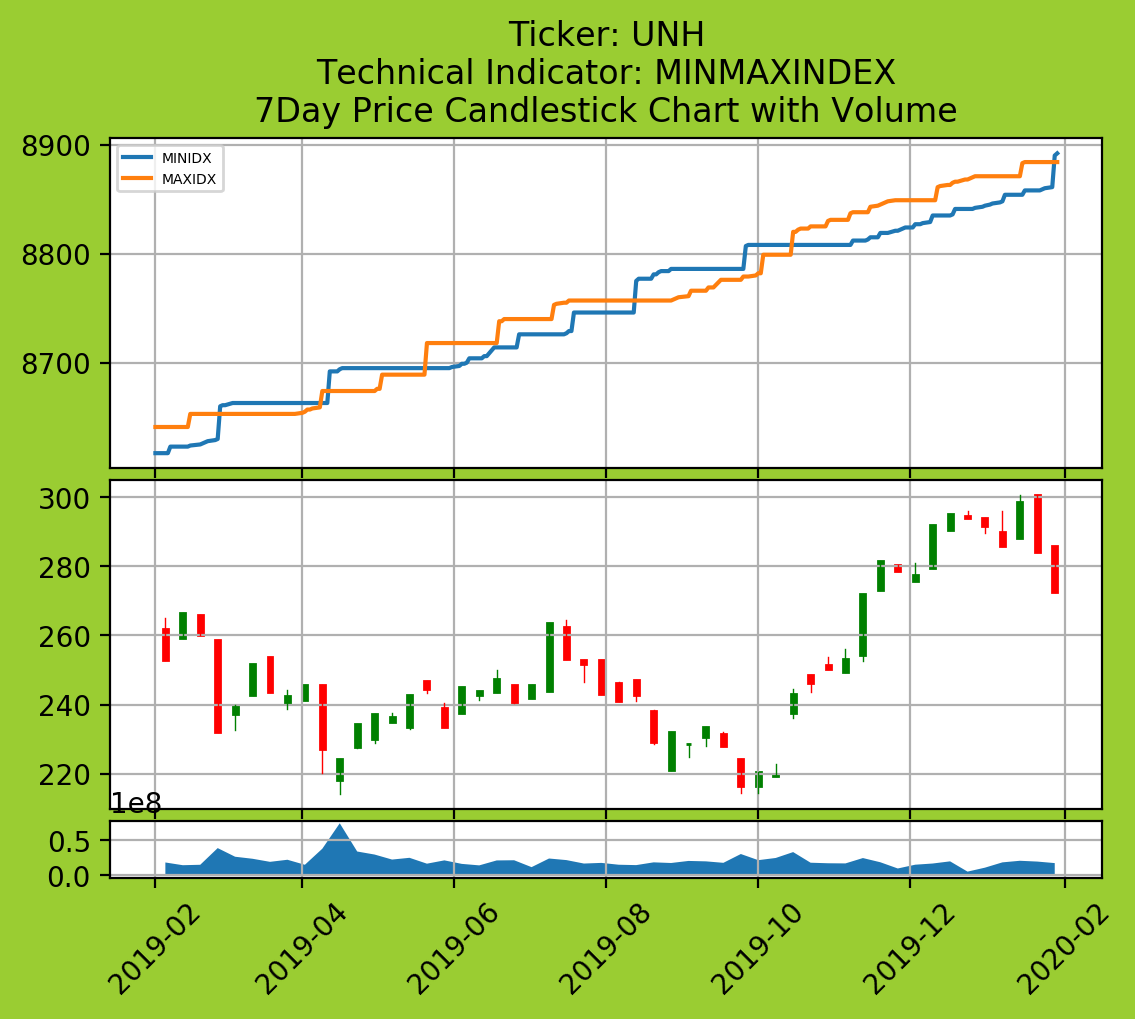 Ticker: UNH
Technical Indicator: MINMAXINDEX
7Day Price Candlestick Chart with Volume
8900
8800
8700
MINIDX
MAXIDX
300
280
260
240
220
1e8
0.5
0.0
2019-02
2019-04
2019-06
2019-08
2019-10
2019-12
2020-02